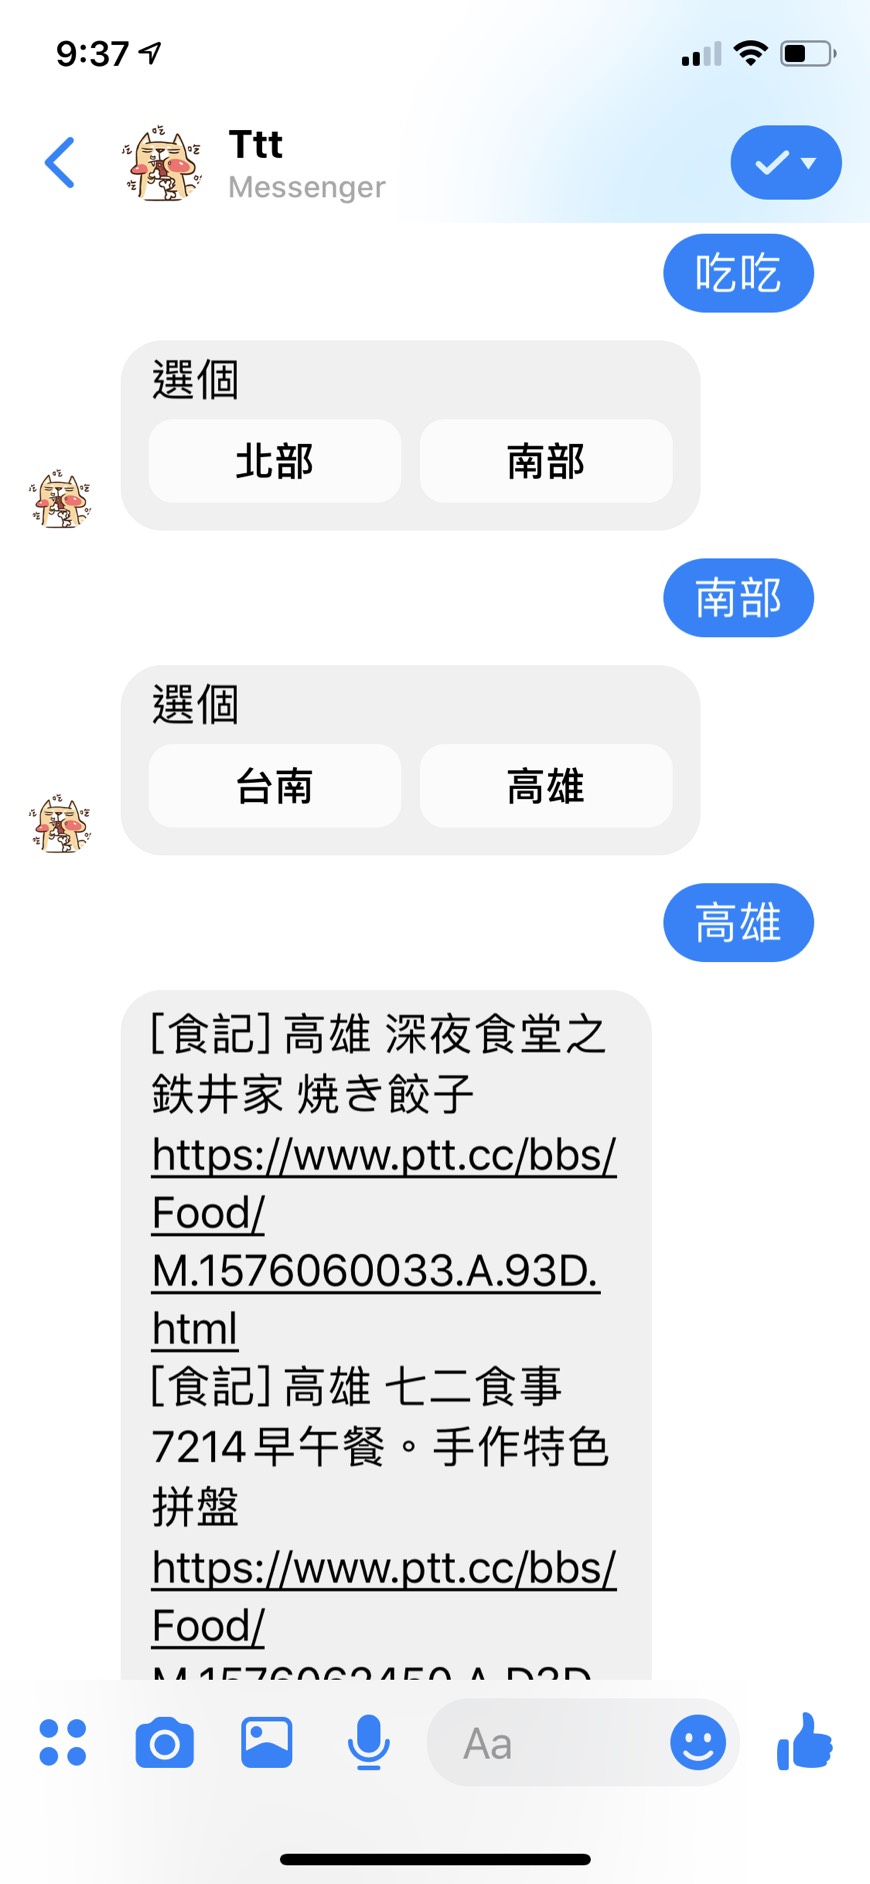 9:37
Ttt
Messenger
吃吃
選個
北部
南部
南部
選個
台南
高雄
高雄
[食記] 高雄 深夜食堂之
鉄井家 焼き餃子
https://www.ptt.cc/bbs/
Food/
M.1576060033.A.93D.
html
[食記] 高雄 七二食事
7214早午餐。手作特色
拼盤
https://www.ptt.cc/bbs/
Food/
Aa